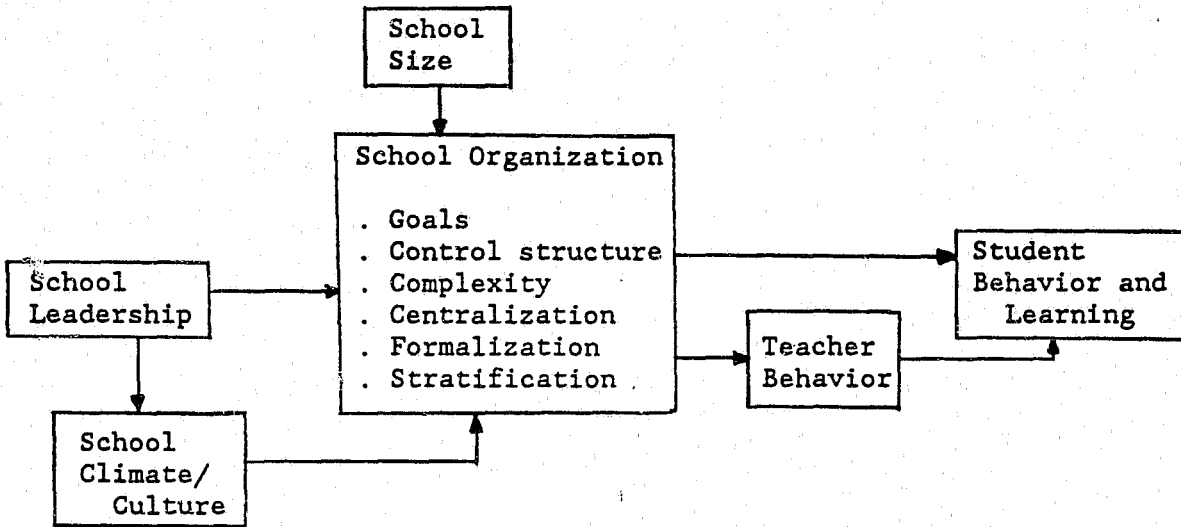 School
Size
School Organization
. Goals
. Control structure
. Complexity
. Centralization
. Formalization
. Stratification
School
Leadership
School
Climate/
Culture
Teacher
Behavior
Student
Behavior and
Learning